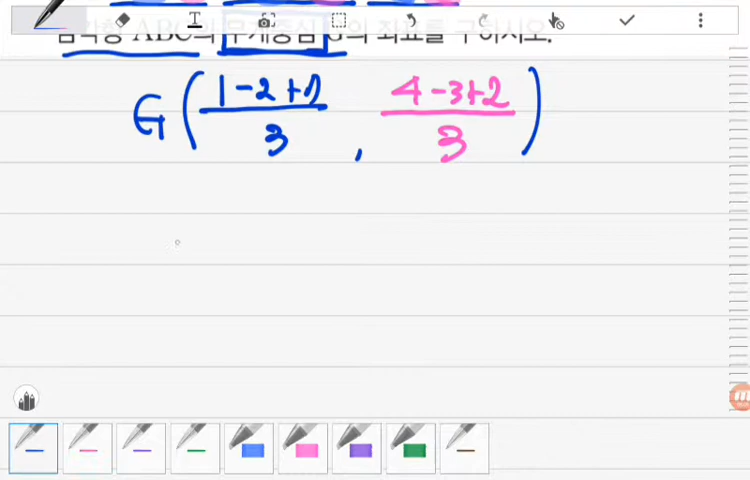 삼각형 ABC의 무게중심 G의 좌표를 구하시오.
G(1-2+7/3, 4-3+2/3)